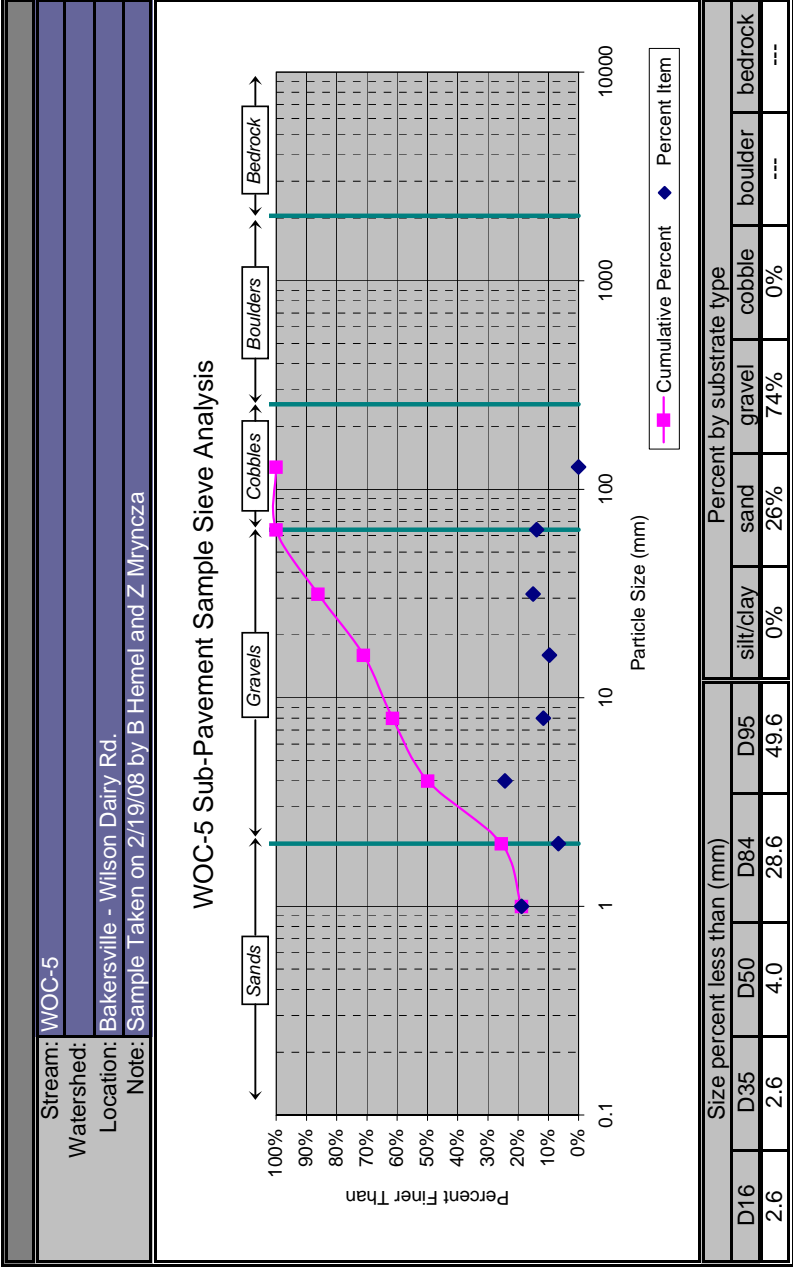 Stream: WOC-5
Watershed:
Location: Bakersville - Wilson Dairy Rd.
Note: Sample Taken on 2/19/08 by B Hemel and Z Mryncza
WOC-5 Sub-Pavement Sample Sieve Analysis
Sands Gravels Cobbles Boulders Bedrock
Percent Finer Than
100%
90%
80%
70%
60%
50%
40%
30%
20%
10%
0%
0.1 1 10 100 1000 10000
Particle Size (mm)
Cumulative Percent Percent Item
Size percent less than (mm) Percent by substrate type
D16 D35 D50 D84 D95 silt/clay sand gravel cobble boulder bedrock
2.6 2.6 4.0 28.6 49.6 0% 26% 74% 0% --- ---